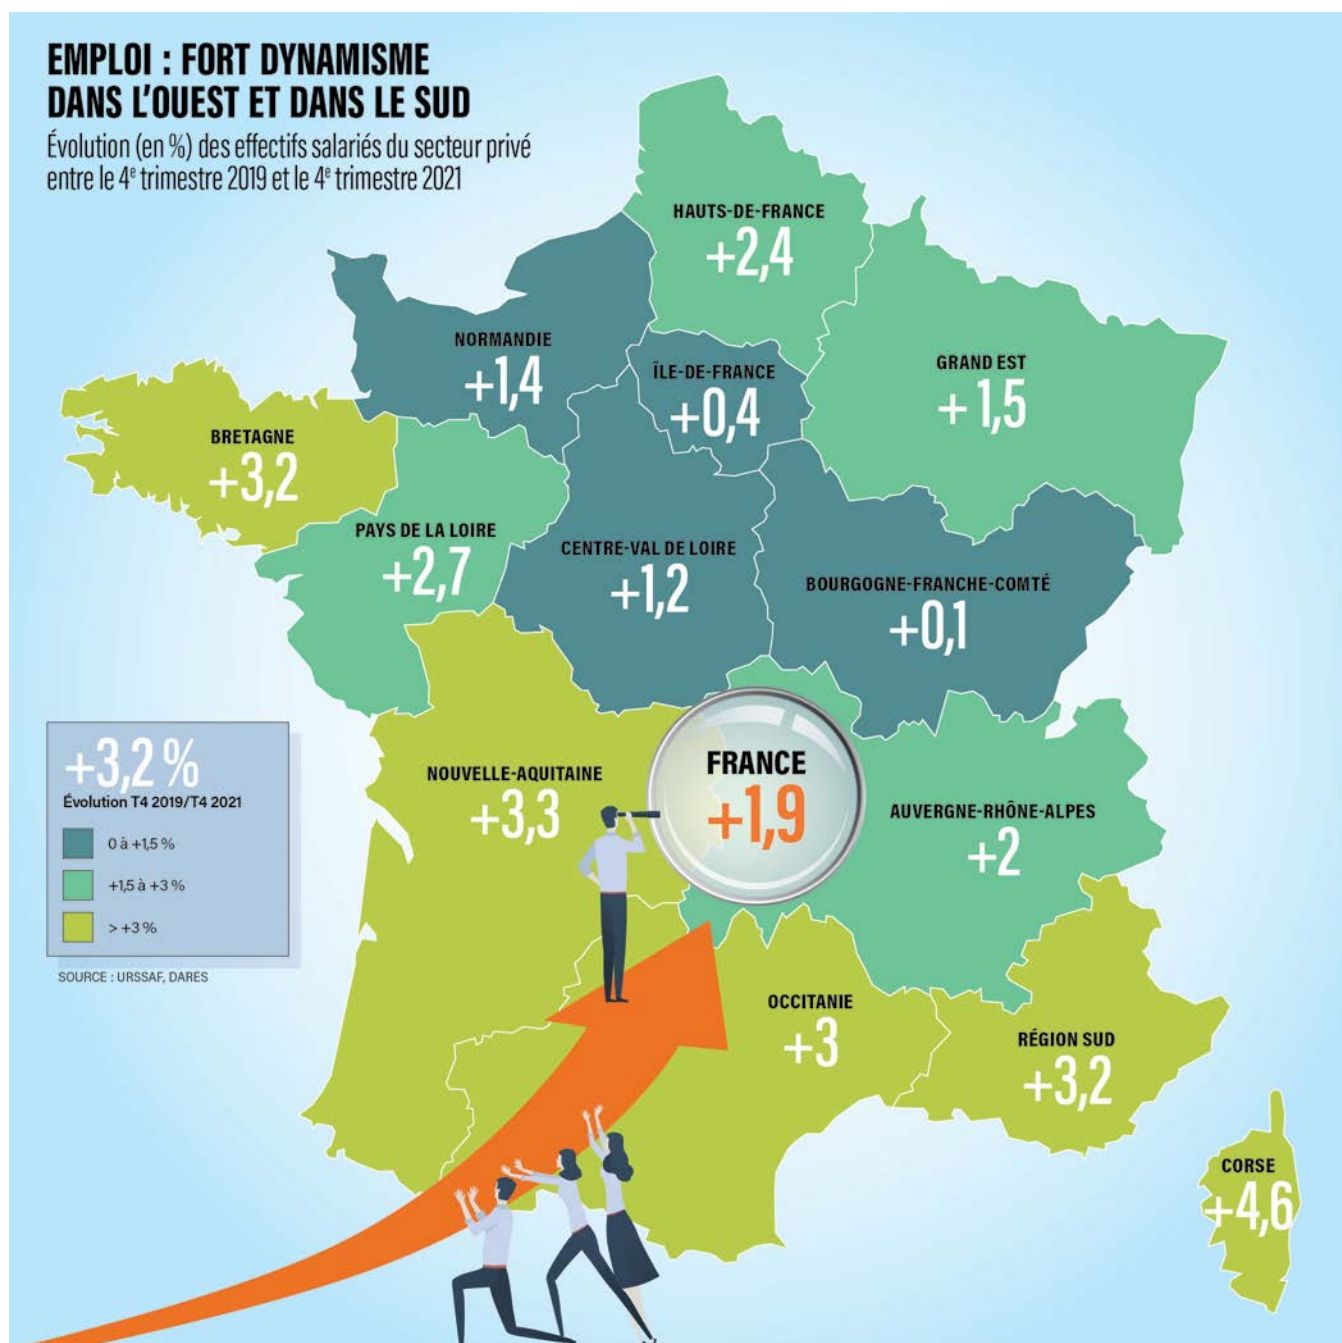 EMPLOI : FORT DYNAMISME
DANS L'OUEST ET DANS LE SUD
Évolution (en %) des effectifs salariés du secteur privé
entre le 4e trimestre 2019 et le 4e trimestre 2021
HAUTS-DE-FRANCE
+2,4
NORMANDIE
+1,4
ÎLE-DE-FRANCE
+0,4
GRAND EST
+ 1,5
BRETAGNE
+3,2
PAYS DE LA LOIRE
+2,7
CENTRE-VAL DE LOIRE
+1,2
BOURGOGNE-FRANCHE-COMTÉ
+0,1
+3,2 %
Évolution T4 2019/T4 2021
0 à +1,5 %
+1,5 à +3 %
> +3 %
SOURCE : URSSAF, DARES
NOUVELLE-AQUITAINE
+3,3
FRANCE
+1,9
AUVERGNE-RHÔNE-ALPES
+2
OCCITANIE
+3
RÉGION SUD
+3,2
CORSE
+4,6